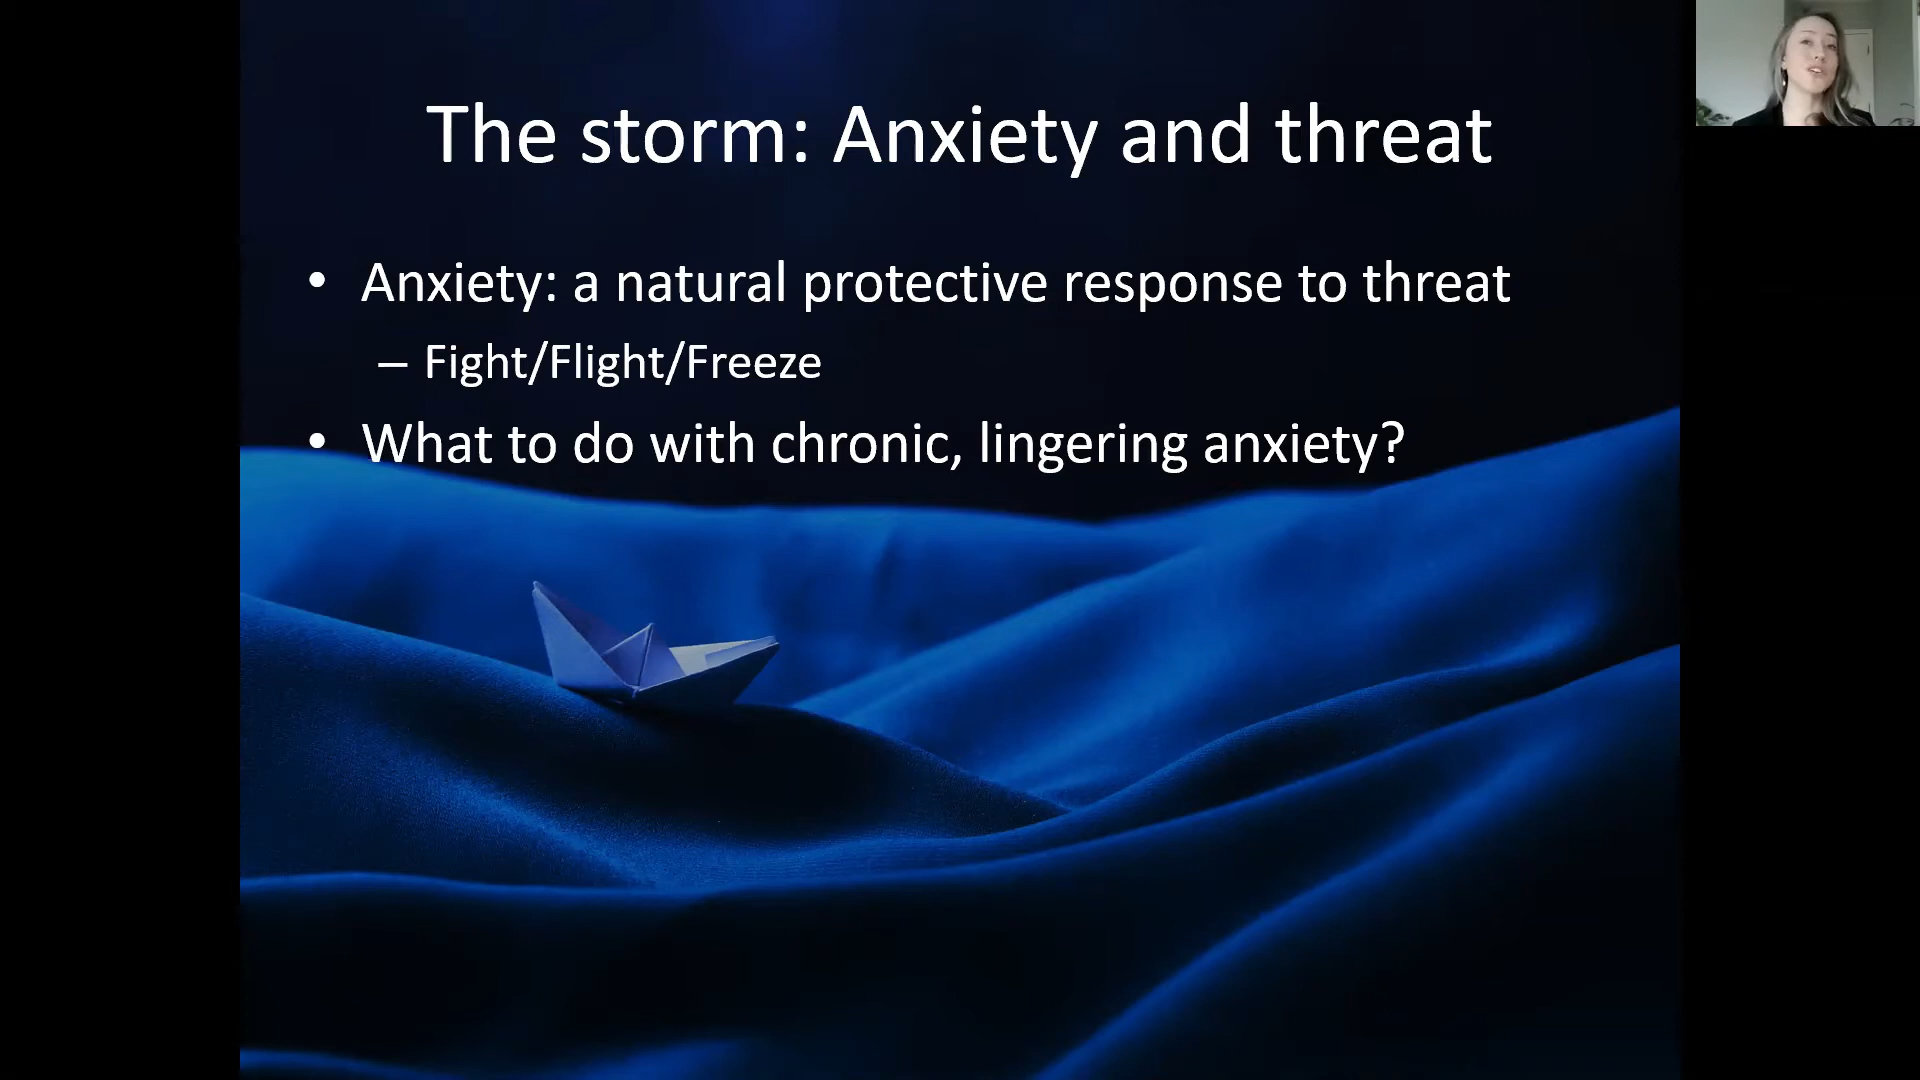 The storm: Anxiety and threat
• Anxiety: a natural protective response to threat
– Fight/Flight/Freeze
• What to do with chronic, lingering anxiety?